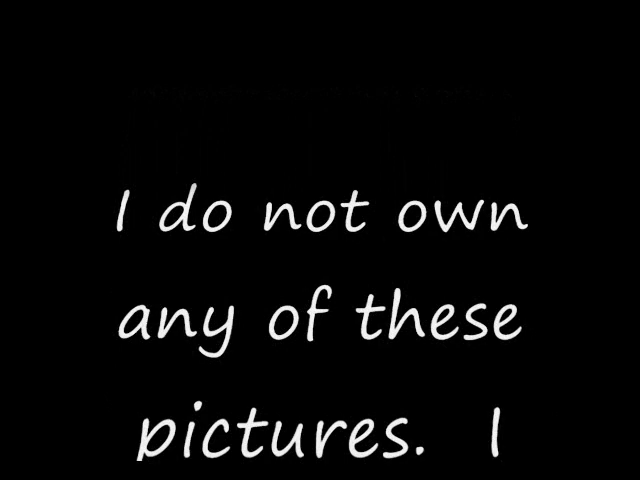 I do not own
any of these
pictures. I